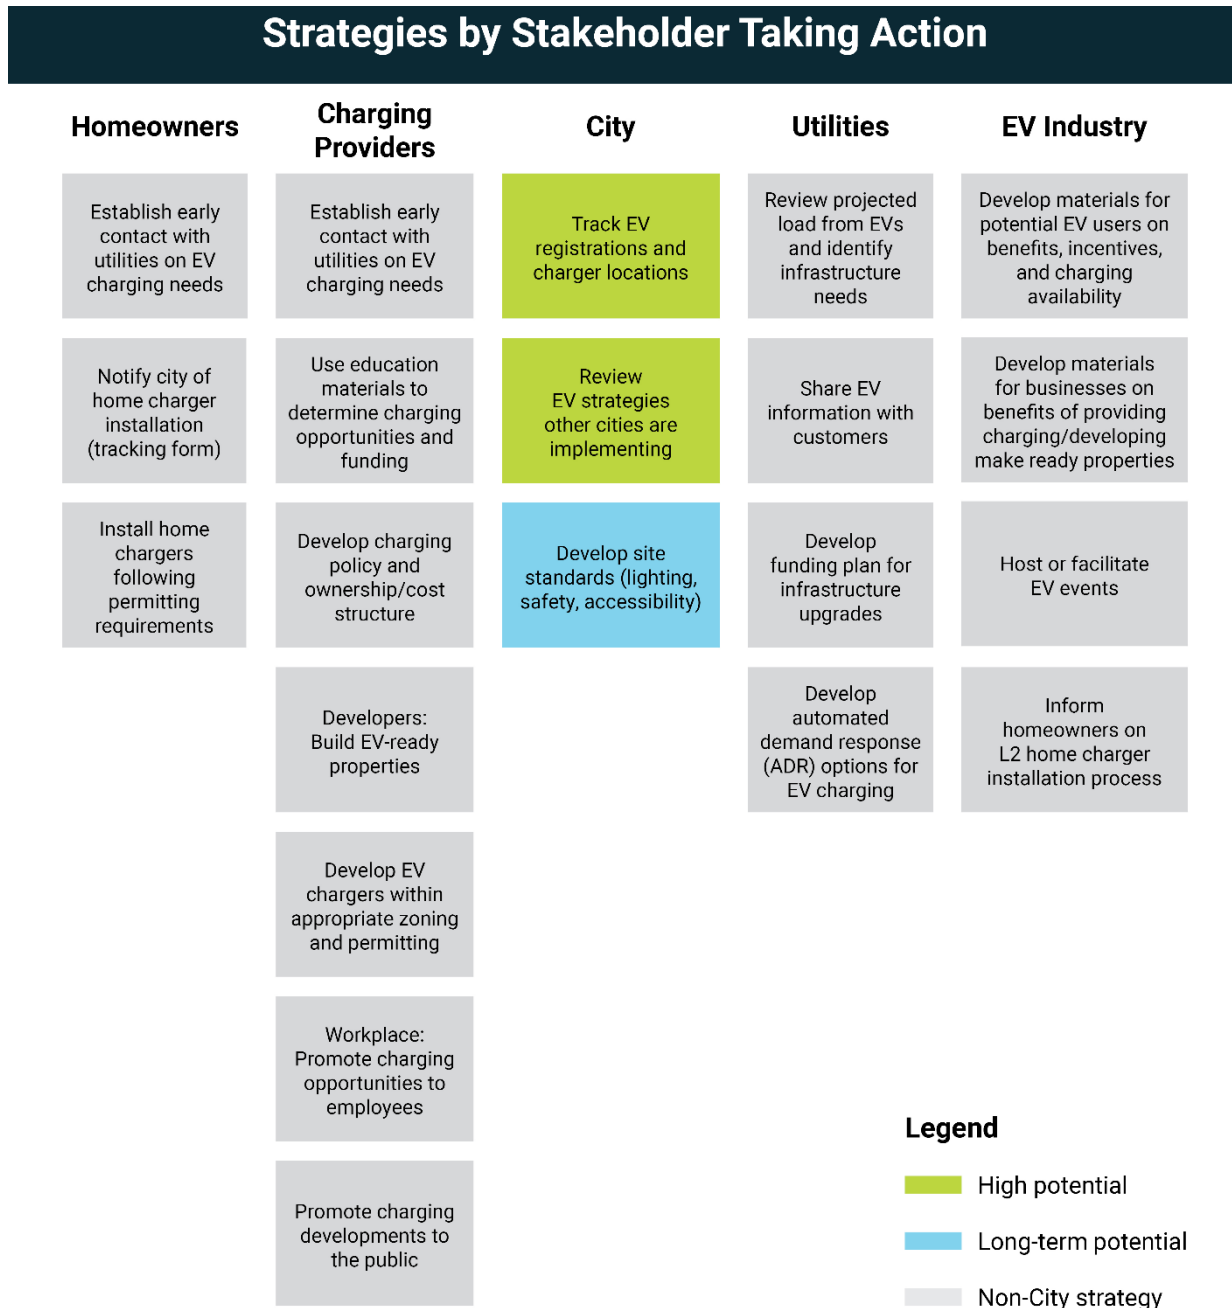 Strategies by Stakeholder Taking Action
Homeowners
Establish early
contact with
utilities on EV
charging needs
Notify city of
home charger
installation
(tracking form)
Install home
chargers
following
permitting
requirements
Charging
Providers
Establish early
contact with
utilities on EV
charging needs
Use education
materials to
determine charging
opportunities and
funding
Develop charging
policy and
ownership/cost
structure
Developers:
Build EV-ready
properties
Develop EV
chargers within
appropriate zoning
and permitting
Workplace:
Promote charging
opportunities to
employees
Promote charging
developments to
the public
City
Track EV
registrations and
charger locations
Review
EV strategies
other cities are
implementing
Develop site
standards (lighting,
safety, accessibility)
Utilities
Review projected
load from EVs
and identify
infrastructure
needs
Share EV
information with
customers
Develop
funding plan for
infrastructure
upgrades
Develop
automated
demand response
(ADR) options for
EV charging
EV Industry
Develop materials for
potential EV users on
benefits, incentives,
and charging
availability
Develop materials
for businesses on
benefits of providing
charging/developing
make ready properties
Host or facilitate
EV events
Inform
homeowners on
L2 home charger
installation process
Legend
High potential
Long-term potential
Non-City strategy